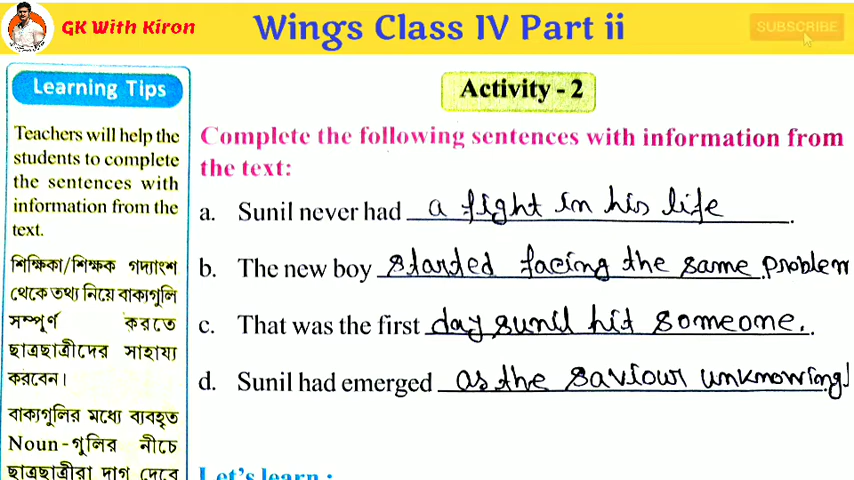 GK With Kiron
Wings Class IV Part ii
SUBSCRIBE
Learning Tips
Teachers will help the
students to complete
the sentences with
information from the
text.
শিক্ষিকা/শিক্ষক গদ্যাংশ
থেকে তথ্য নিয়ে বাক্যগুলি
সম্পূর্ণ করতে
ছাত্রছাত্রীদের সাহায্য
করবেন।
বাক্যগুলির মধ্যে ব্যবহৃত
Noun-গুলির নীচে
ছাত্রছাত্রীরা দাগ দেবে
Activity - 2
Complete the following sentences with information from
the text:
a. Sunil never had a fight in his life.
b. The new boy started facing the same problem
c. That was the first day sunil hit someone.
d. Sunil had emerged as the saviour unknowingl
Let's learn :